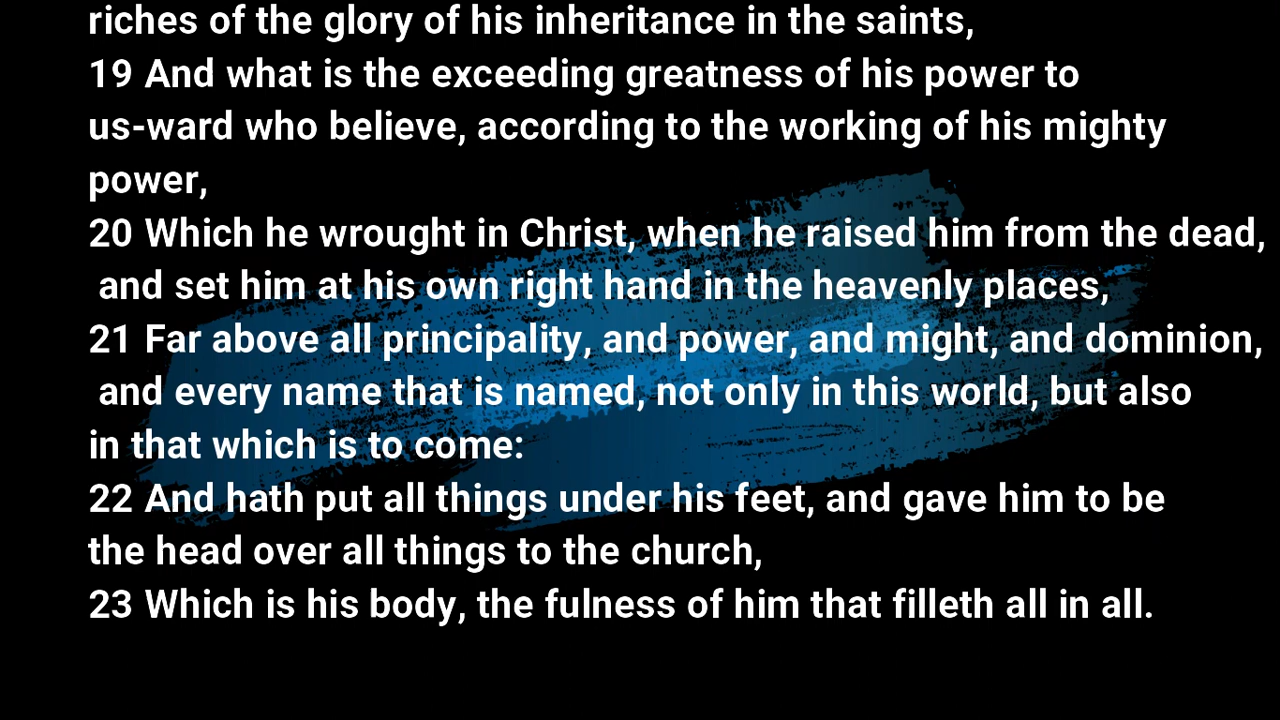 riches of the glory of his inheritance in the saints,
19 And what is the exceeding greatness of his power to
us-ward who believe, according to the working of his mighty
power,
20 Which he wrought in Christ, when he raised him from the dead,
and set him at his own right hand in the heavenly places,
21 Far above all principality, and power, and might, and dominion,
and every name that is named, not only in this world, but also
in that which is to come:
22 And hath put all things under his feet, and gave him to be
the head over all things to the church,
23 Which is his body, the fulness of him that filleth all in all.